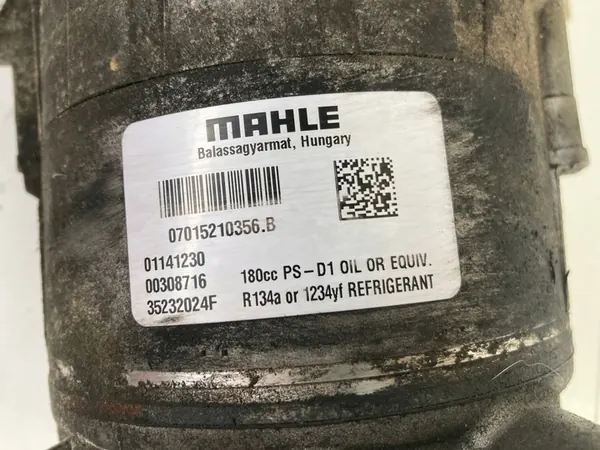 MAHLE
Balassagyarmat, Hungary
07015210356.B
01141230
00308716
35232024F
180cc PS-D1 OIL OR EQUIV.
R134a or 1234yf REFRIGERANT